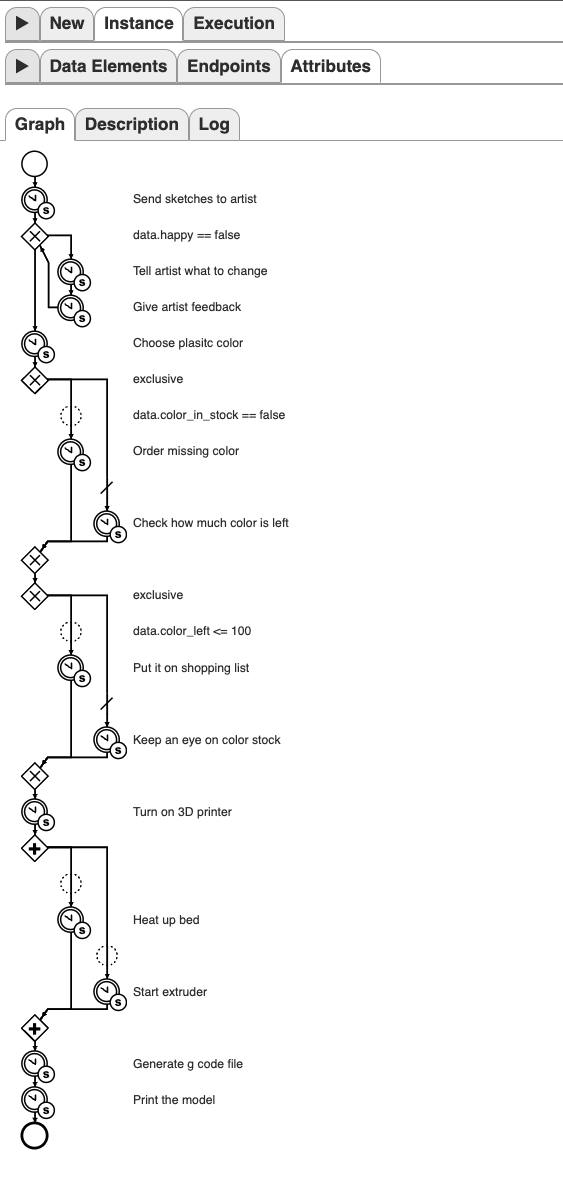 New Instance Execution
Data Elements Endpoints Attributes
Graph Description Log
s Send sketches to artist
data.happy == false
s Tell artist what to change
s Give artist feedback
s Choose plasitc color
exclusive
data.color_in_stock == false
s Order missing color
s Check how much color is left
exclusive
data.color_left <= 100
s Put it on shopping list
s Keep an eye on color stock
s Turn on 3D printer
s Heat up bed
s Start extruder
s Generate g code file
s Print the model